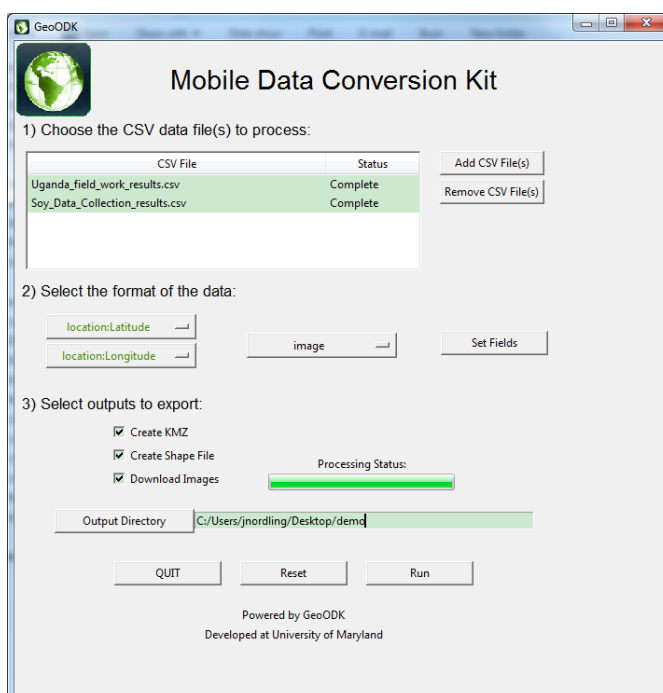 GeoODK
Mobile Data Conversion Kit
1) Choose the CSV data file(s) to process:
CSV File Status
Uganda_field_work_results.csv Complete
Soy_Data_Collection_results.csv Complete
Add CSV File(s)
Remove CSV File(s)
2) Select the format of the data:
location:Latitude
location:Longitude
image
Set Fields
3) Select outputs to export:
Create KMZ
Create Shape File
Download Images
Processing Status:
Output Directory C:/Users/jnordling/Desktop/demo
QUIT Reset Run
Powered by GeoODK
Developed at University of Maryland